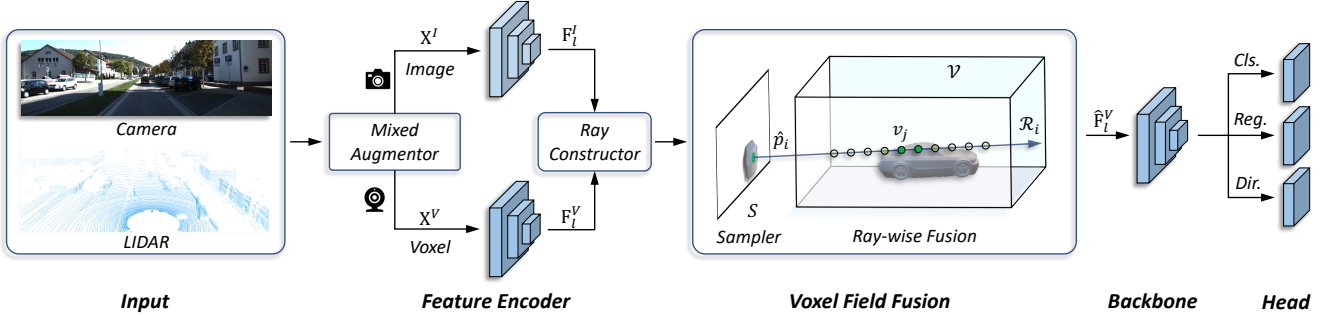 Camera
LIDAR
Mixed
Augmentor
X^I
Image
X^V
Voxel
F_l^I
F_l^V
Ray
Constructor
S
Sampler
p̂_i
v_j
𝒱
ℛ_i
Ray-wise Fusion
F̂_l^V
Cls.
Reg.
Dir.
Input
Feature Encoder
Voxel Field Fusion
Backbone
Head